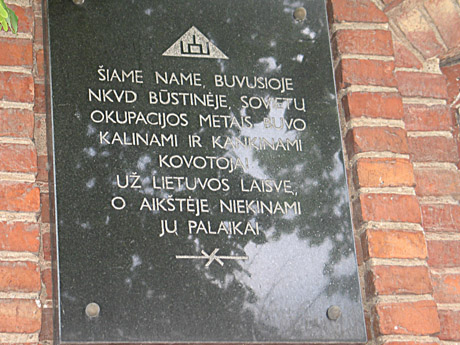 ŠIAME NAME, BUVUSIOJE
NKVD BŪSTINĖJE, SOVIETŲ
OKUPACIJOS METAIS BUVO
KALINAMI IR KANKINAMI
KOVOTOJAI
UŽ LIETUVOS LAISVĘ,
O AIKŠTĖJE NIEKINAMI
JŲ PALAIKAI